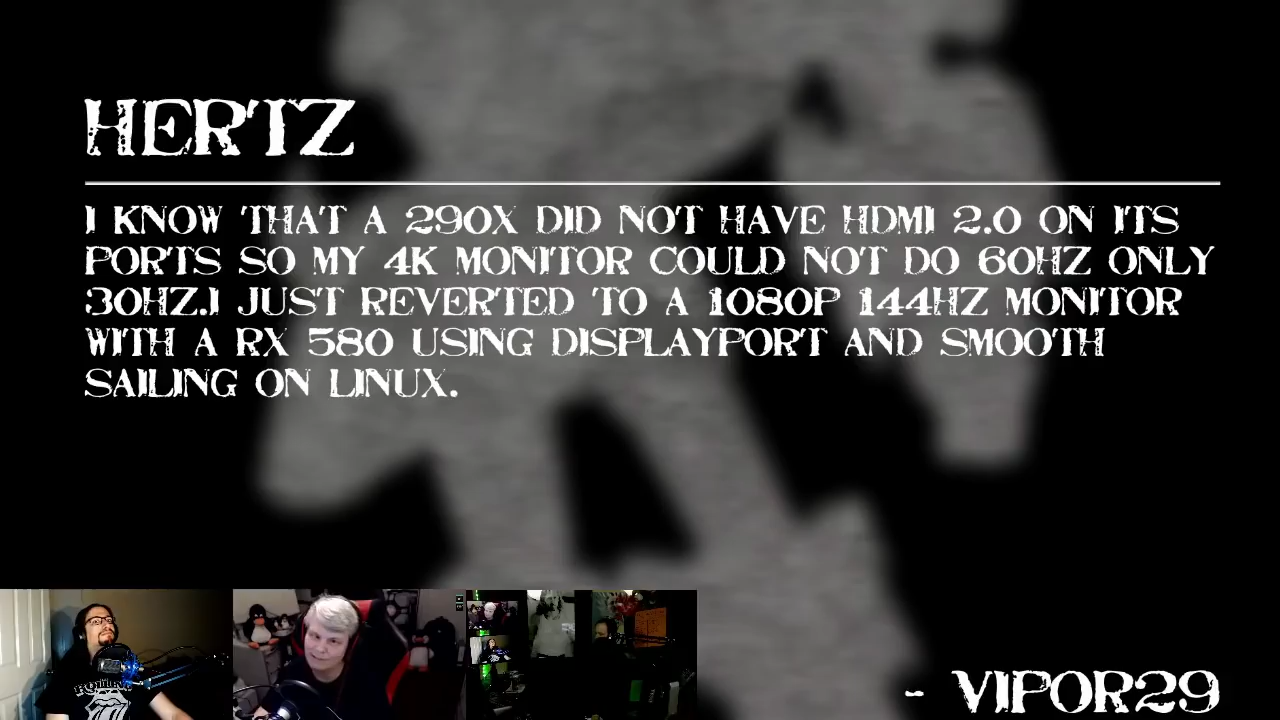 HERTZ
I KNOW THAT A 290X DID NOT HAVE HDMI 2.0 ON ITS
PORTS SO MY 4K MONITOR COULD NOT DO 60HZ ONLY
30HZ.I JUST REVERTED TO A 1080P 144HZ MONITOR
WITH A RX 580 USING DISPLAYPORT AND SMOOTH
SAILING ON LINUX.
- VIPOR29